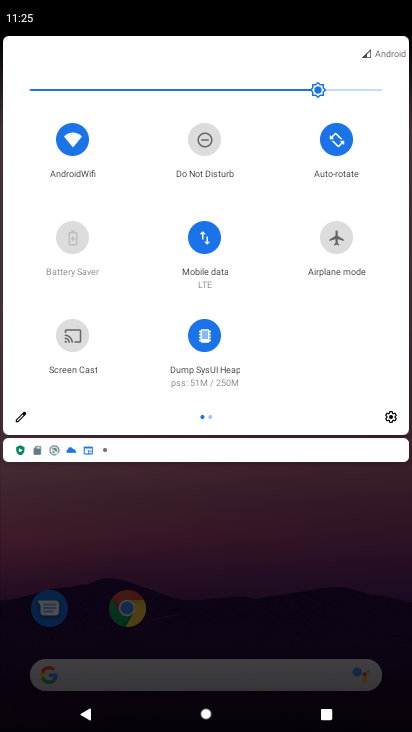 11:25
Android
AndroidWifi
Do Not Disturb
Auto-rotate
Battery Saver
Mobile data
LTE
Airplane mode
Screen Cast
Dump SysUI Heap
pss: 51M / 250M